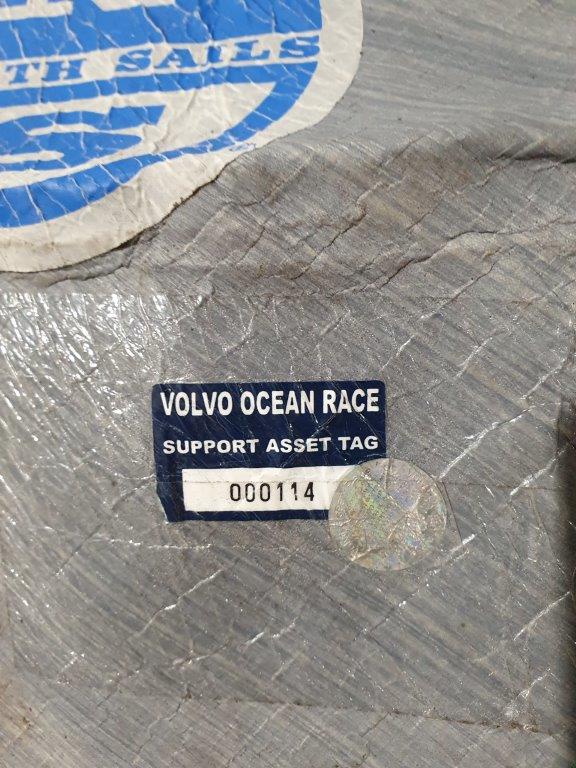 TH SAILS
VOLVO OCEAN RACE
SUPPORT ASSET TAG
000114